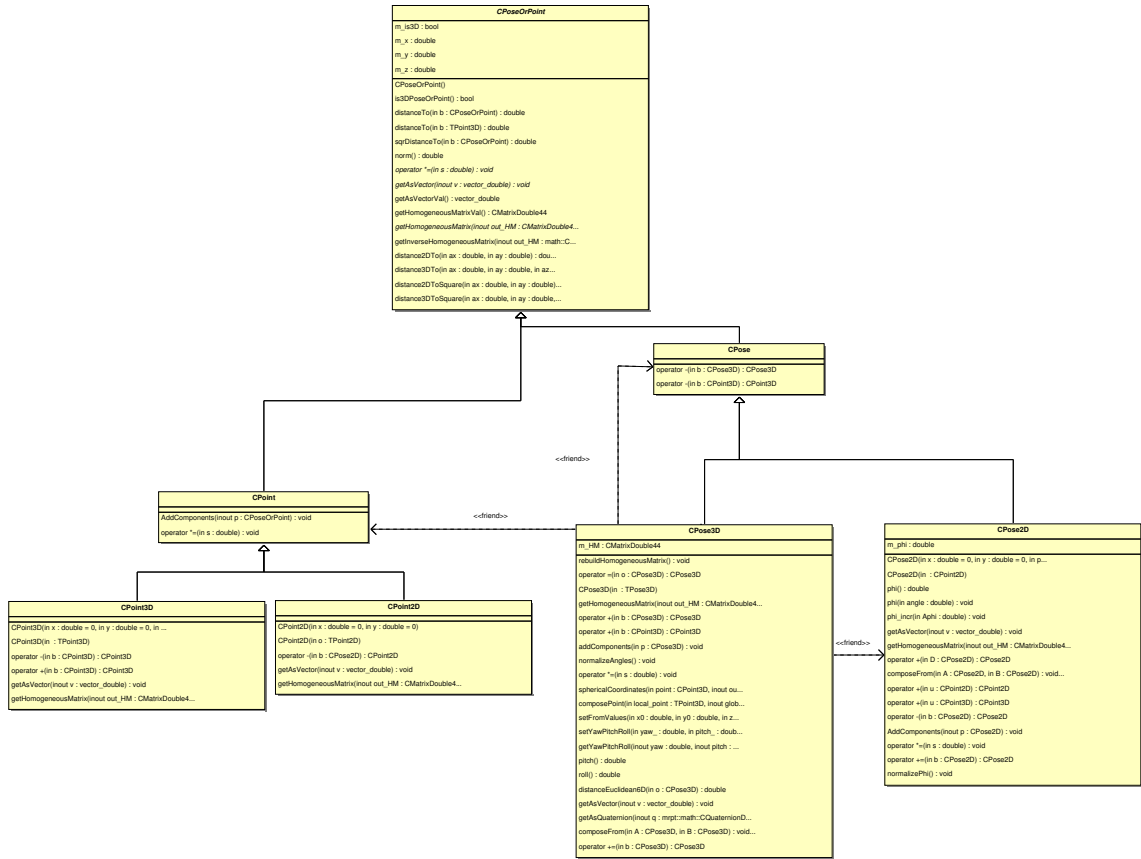 CPoseOrPoint
m_is3D : bool
m_x : double
m_y : double
m_z : double
CPoseOrPoint()
is3DPoseOrPoint() : bool
distanceTo(in b : CPoseOrPoint) : double
distanceTo(in b : TPoint3D) : double
sqrDistanceTo(in b : CPoseOrPoint) : double
norm() : double
operator *=(in s : double) : void
getAsVector(inout v : vector_double) : void
getAsVectorVal() : vector_double
getHomogeneousMatrixVal() : CMatrixDouble44
getHomogeneousMatrix(inout out_HM : CMatrixDouble4...
getInverseHomogeneousMatrix(inout out_HM : math::C...
distance2DTo(in ax : double, in ay : double) : dou...
distance3DTo(in ax : double, in ay : double, in az...
distance2DToSquare(in ax : double, in ay : double)...
distance3DToSquare(in ax : double, in ay : double,...
CPose
operator -(in b : CPose3D) : CPose3D
operator -(in b : CPoint3D) : CPoint3D
<<friend>>
CPoint
AddComponents(inout p : CPoseOrPoint) : void
operator *=(in s : double) : void
<<friend>>
CPoint3D
CPoint3D(in x : double = 0, in y : double = 0, in ...
CPoint3D(in  : TPoint3D)
operator -(in b : CPoint3D) : CPoint3D
operator +(in b : CPoint3D) : CPoint3D
getAsVector(inout v : vector_double) : void
getHomogeneousMatrix(inout out_HM : CMatrixDouble4...
CPoint2D
CPoint2D(in x : double = 0, in y : double = 0)
CPoint2D(in o : TPoint2D)
operator -(in b : CPose2D) : CPoint2D
getAsVector(inout v : vector_double) : void
getHomogeneousMatrix(inout out_HM : CMatrixDouble4...
CPose3D
m_HM : CMatrixDouble44
rebuildHomogeneousMatrix() : void
operator =(in o : CPose3D) : CPose3D
CPose3D(in  : TPose3D)
getHomogeneousMatrix(inout out_HM : CMatrixDouble4...
operator +(in b : CPose3D) : CPose3D
operator +(in b : CPoint3D) : CPoint3D
addComponents(in p : CPose3D) : void
normalizeAngles() : void
operator *=(in s : double) : void
sphericalCoordinates(in point : CPoint3D, inout ou...
composePoint(in local_point : TPoint3D, inout glob...
setFromValues(in x0 : double, in y0 : double, in z...
setYawPitchRoll(in yaw_ : double, in pitch_ : doub...
getYawPitchRoll(inout yaw : double, inout pitch : ...
pitch() : double
roll() : double
distanceEuclidean6D(in o : CPose3D) : double
getAsVector(inout v : vector_double) : void
getAsQuaternion(inout q : mrpt::math::CQuaternionD...
composeFrom(in A : CPose3D, in B : CPose3D) : void...
operator +=(in b : CPose3D) : CPose3D
<<friend>>
CPose2D
m_phi : double
CPose2D(in x : double = 0, in y : double = 0, in p...
CPose2D(in  : CPoint2D)
phi() : double
phi(in angle : double) : void
phi_incr(in Aphi : double) : void
getAsVector(inout v : vector_double) : void
getHomogeneousMatrix(inout out_HM : CMatrixDouble4...
operator +(in D : CPose2D) : CPose2D
composeFrom(in A : CPose2D, in B : CPose2D) : void...
operator +(in u : CPoint2D) : CPoint2D
operator +(in u : CPoint3D) : CPoint3D
operator -(in b : CPose2D) : CPose2D
AddComponents(inout p : CPose2D) : void
operator *=(in s : double) : void
operator +=(in b : CPose2D) : CPose2D
normalizePhi() : void